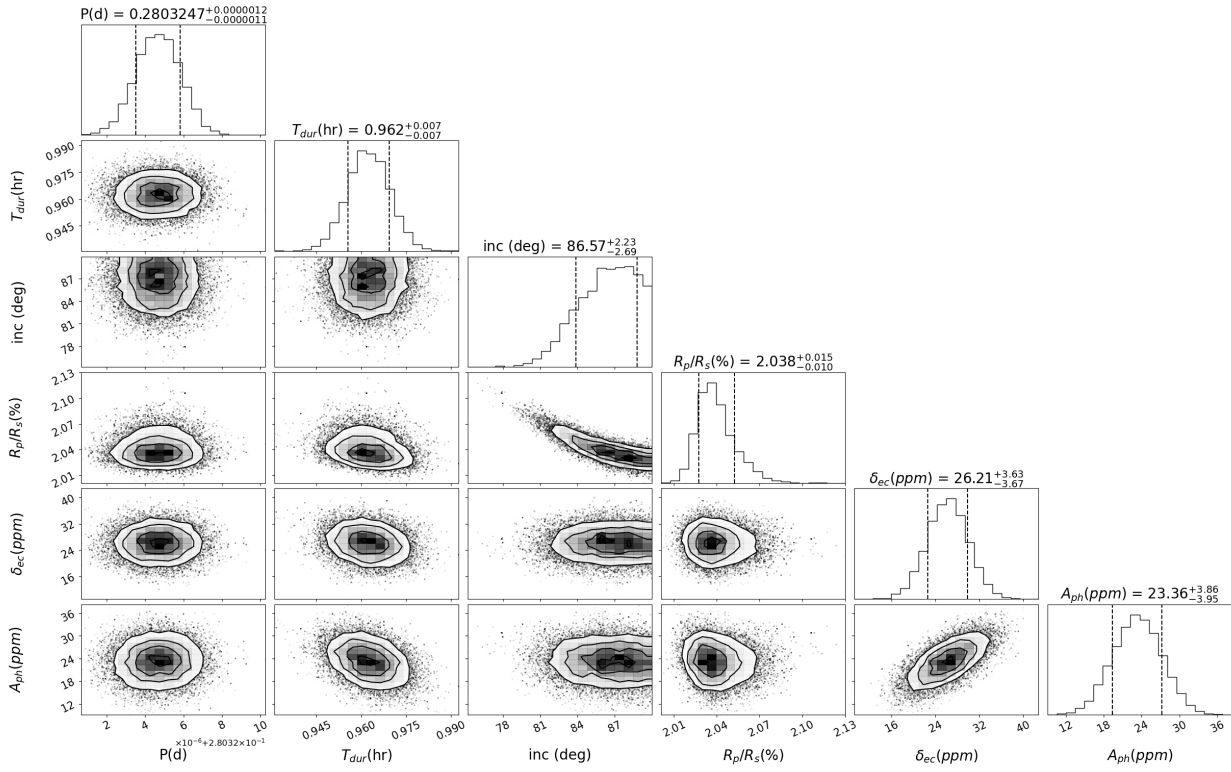 P(d) = 0.2803247+0.0000012−0.0000011
0.990
0.975
0.960
0.945
T_dur(hr)
T_dur(hr) = 0.962+0.007−0.007
87
84
81
78
inc (deg)
inc (deg) = 86.57+2.23−2.69
2.13
2.10
2.07
2.04
2.01
R_p/R_s(%)
R_p/R_s(%) = 2.038+0.015−0.010
40
32
24
16
δ_ec(ppm)
δ_ec(ppm) = 26.21+3.63−3.67
36
30
24
18
12
A_ph(ppm)
A_ph(ppm) = 23.36+3.86−3.95
2 4 6 8 10
×10−6+2.8032×10−1
P(d)
0.945 0.960 0.975 0.990
T_dur(hr)
78 81 84 87
inc (deg)
2.01 2.04 2.07 2.10 2.13
R_p/R_s(%)
16 24 32 40
δ_ec(ppm)
12 18 24 30 36
A_ph(ppm)